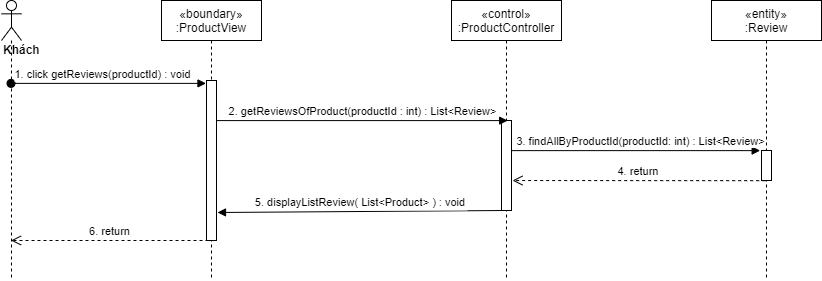 «boundary»
:ProductView
«control»
:ProductController
«entity»
:Review
Khách
1. click getReviews(productId) : void
2. getReviewsOfProduct(productId : int) : List<Review>
3. findAllByProductId(productId: int) : List<Review>
4. return
5. displayListReview( List<Product> ) : void
6. return